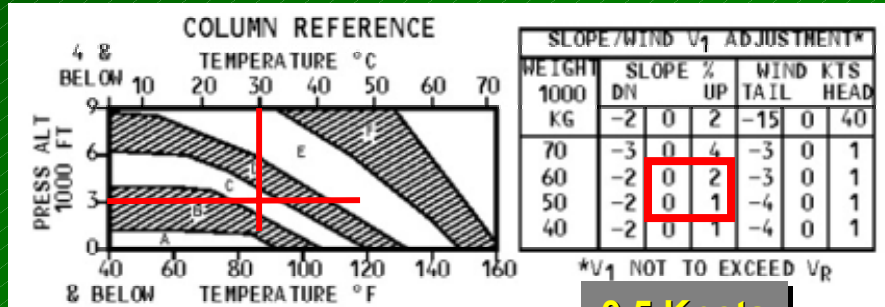 COLUMN REFERENCE
TEMPERATURE °C
4 &
BELOW 10 20 30 40 50 60 70
PRESS ALT
1000 FT
9
6
3
0
A
B
C
E
F
40 60 80 100 120 140 160
& BELOW TEMPERATURE °F
SLOPE/WIND V1 ADJUSTMENT*
WEIGHT 1000 KG
SLOPE % WIND KTS
DN UP TAIL HEAD
-2 0 2 -15 0 40
70 -3 0 4 -3 0 1
60 -2 0 2 -3 0 1
50 -2 0 1 -4 0 1
40 -2 0 1 -4 0 1
*V1 NOT TO EXCEED VR